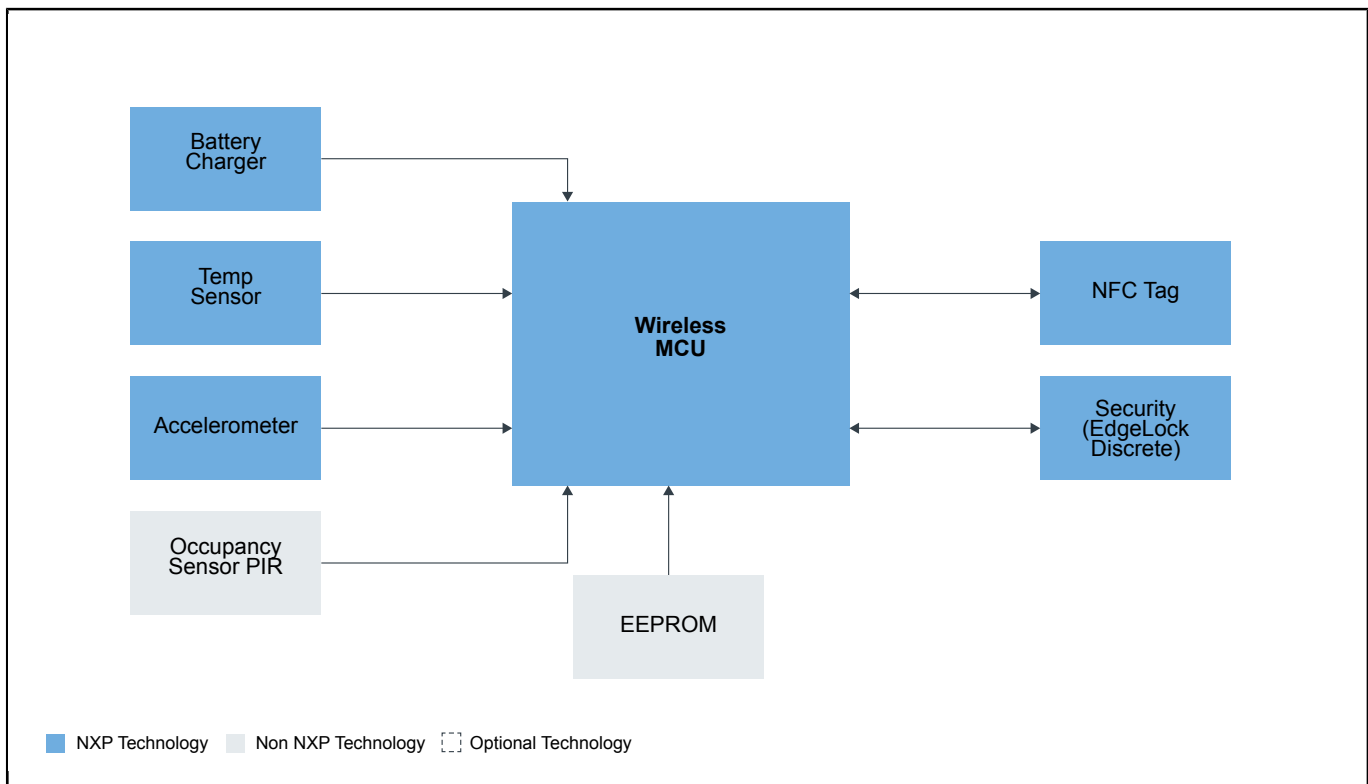 Battery
Charger
Temp
Sensor
Wireless
MCU
NFC Tag
Accelerometer
Security
(EdgeLock
Discrete)
Occupancy
Sensor PIR
EEPROM
NXP Technology
Non NXP Technology
Optional Technology